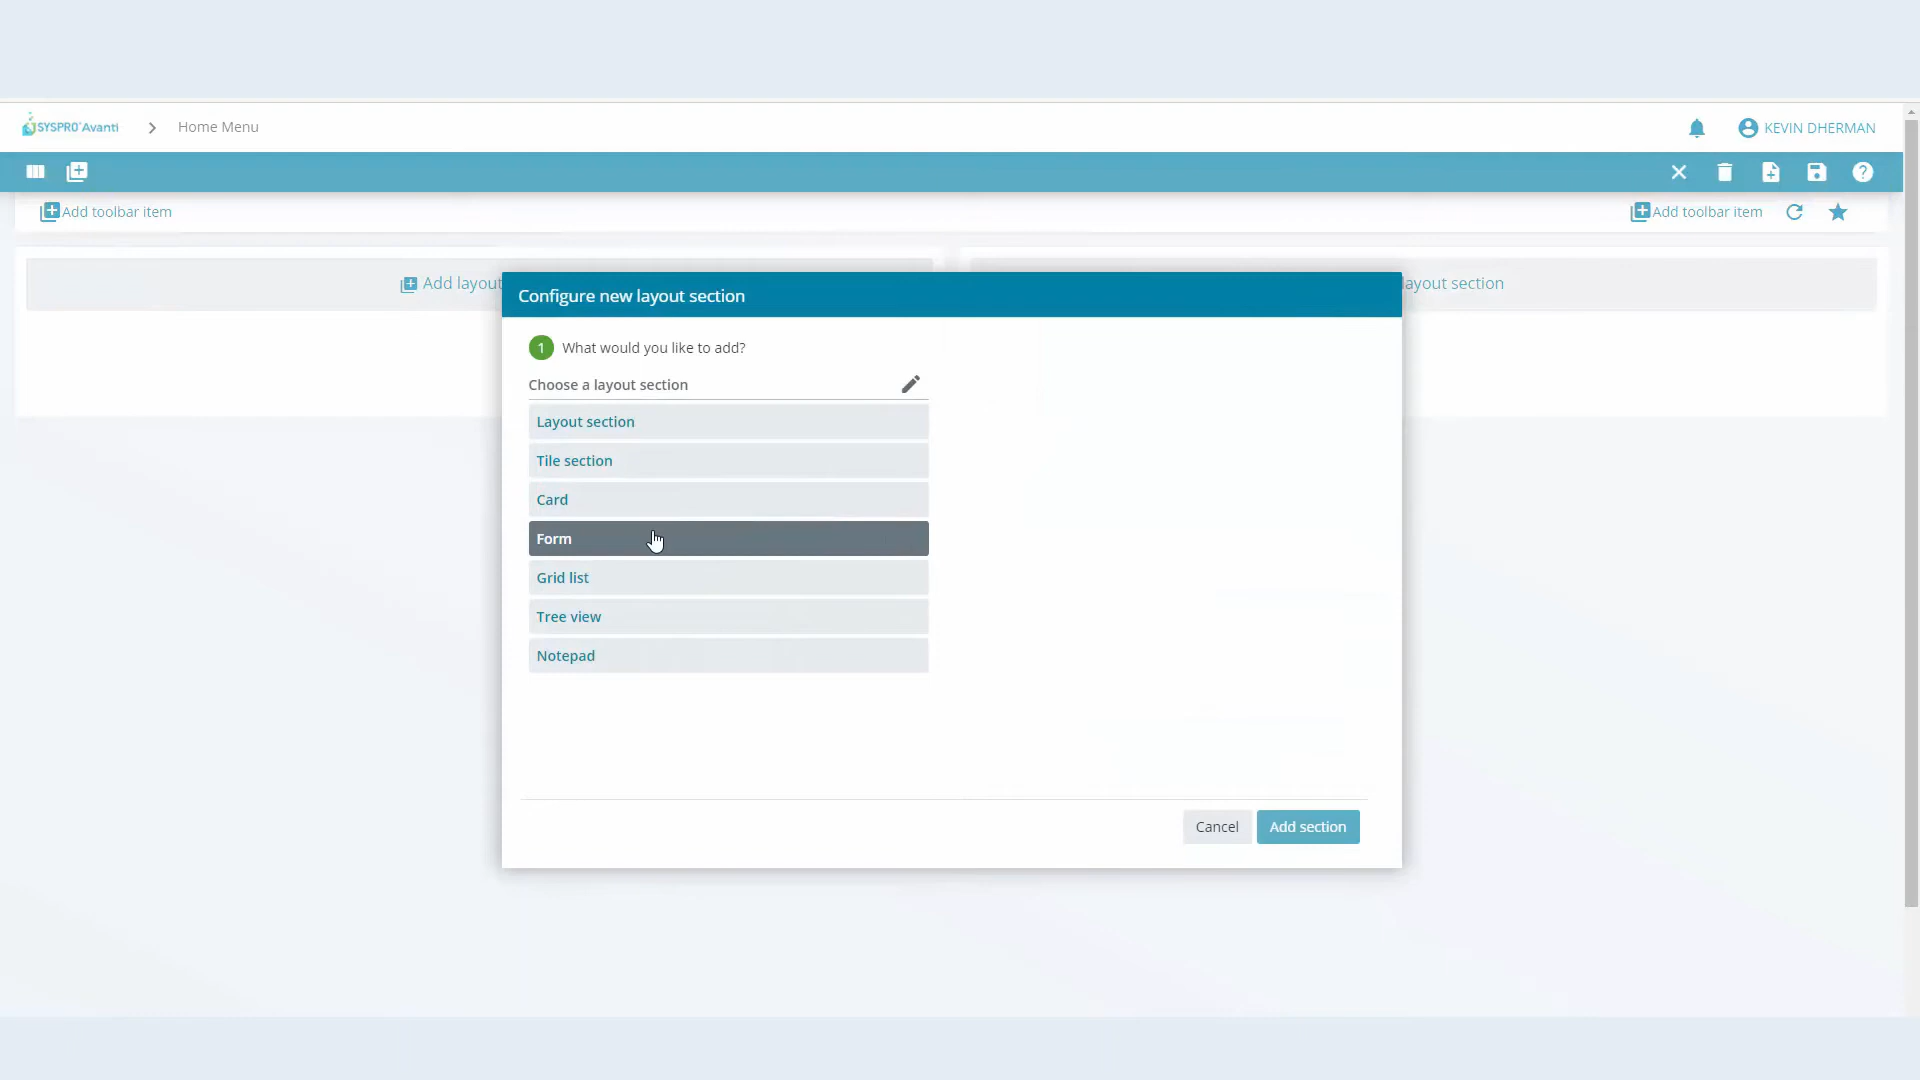 SYSPRO Avanti
Home Menu
KEVIN DHERMAN
Add toolbar item
Add toolbar item
Add layout
layout section
Configure new layout section
1 What would you like to add?
Choose a layout section
Layout section
Tile section
Card
Form
Grid list
Tree view
Notepad
Cancel
Add section